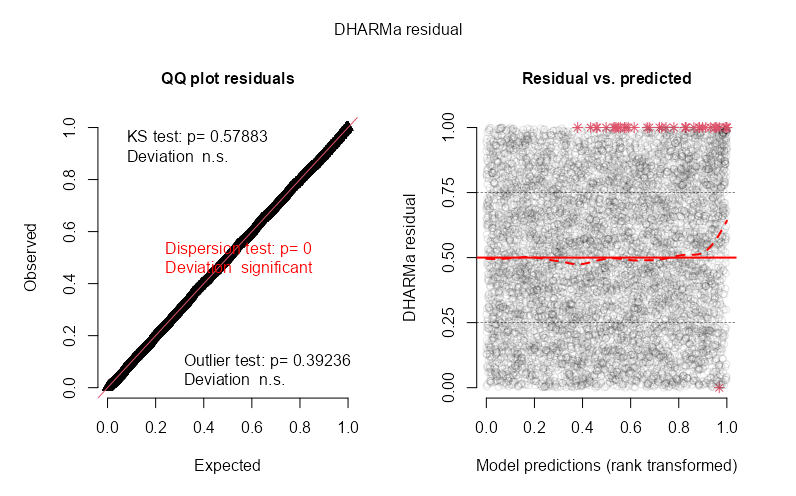 DHARMa residual
QQ plot residuals
KS test: p= 0.57883
Deviation n.s.
Dispersion test: p= 0
Deviation significant
Outlier test: p= 0.39236
Deviation n.s.
Observed
0.0 0.2 0.4 0.6 0.8 1.0
0.0 0.2 0.4 0.6 0.8 1.0
Expected
Residual vs. predicted
DHARMa residual
0.00 0.25 0.50 0.75 1.00
0.0 0.2 0.4 0.6 0.8 1.0
Model predictions (rank transformed)